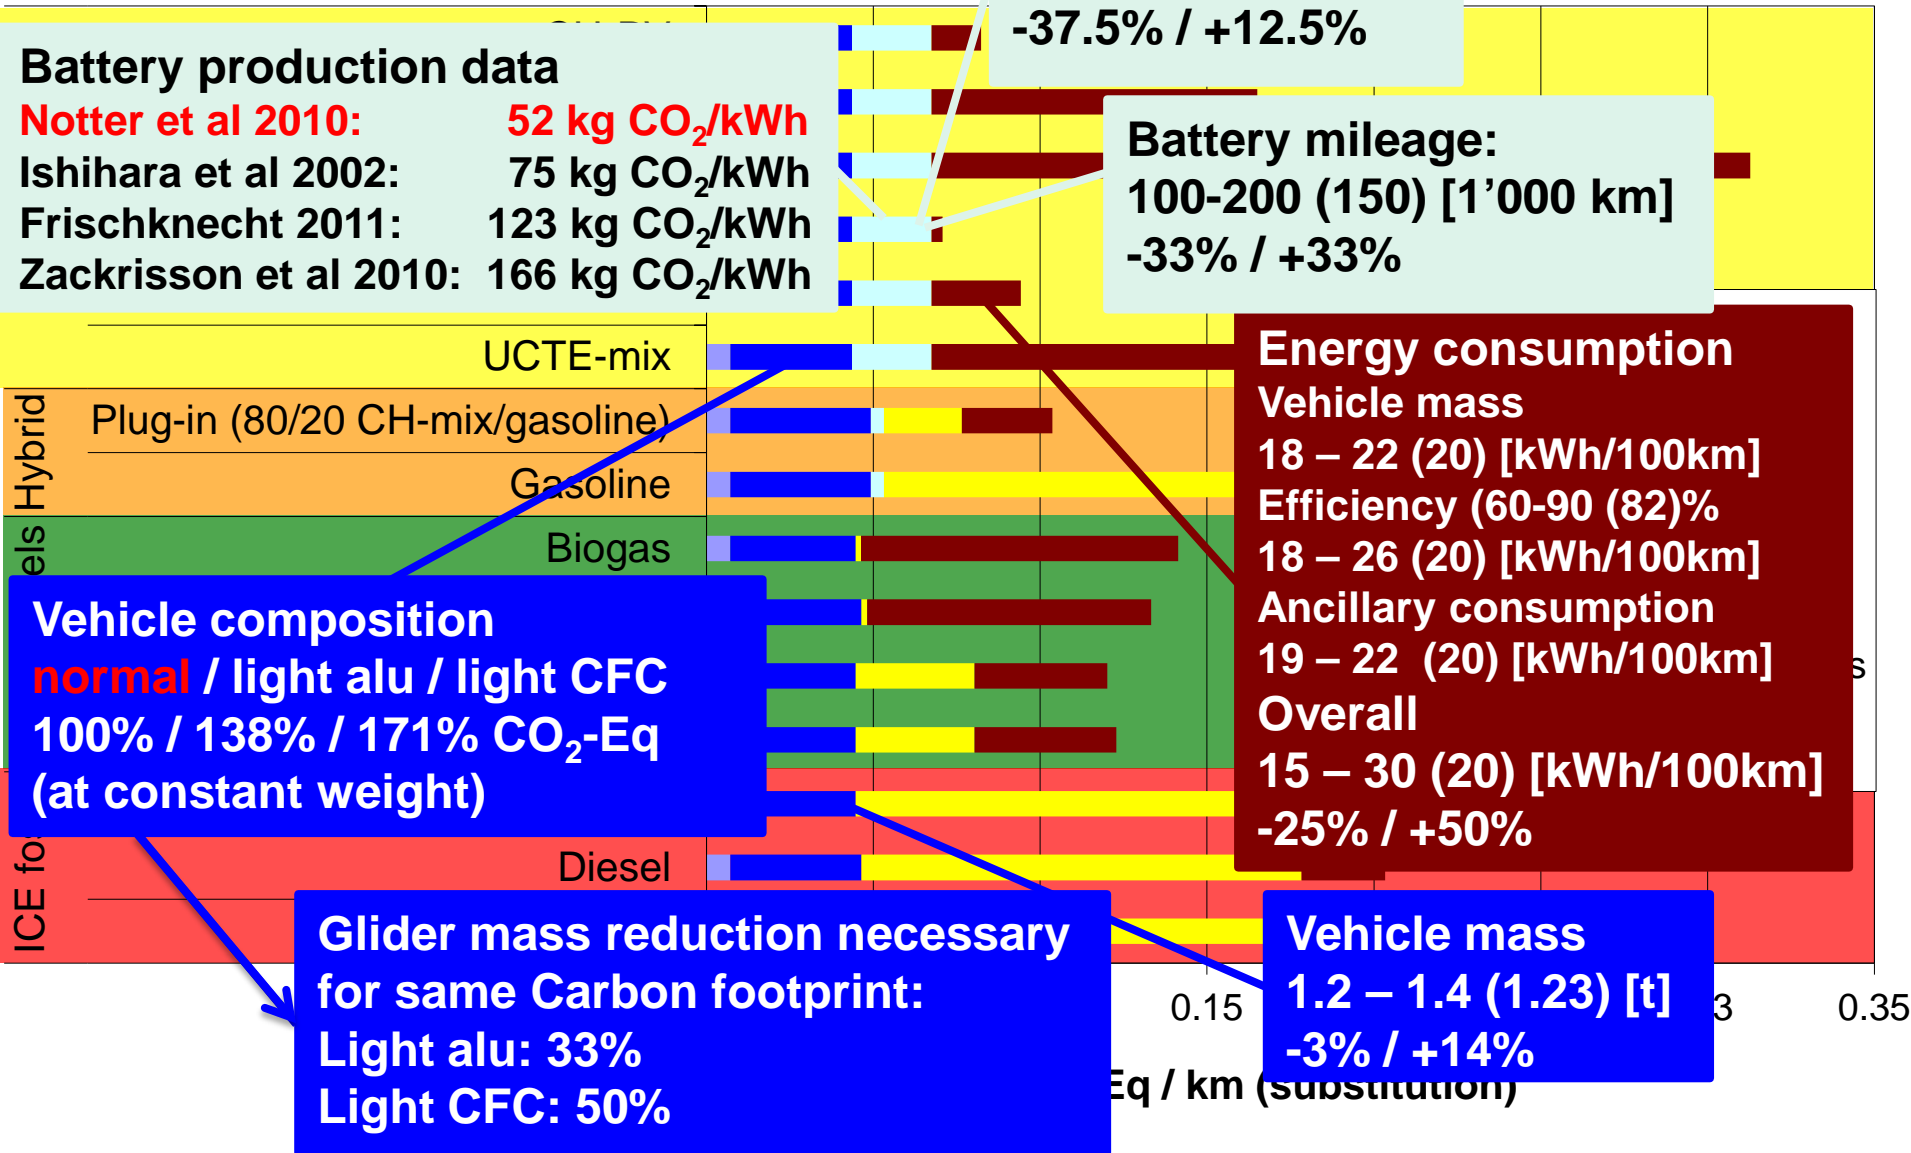 -37.5% / +12.5%
Battery production data
Notter et al 2010: 52 kg CO₂/kWh
Ishihara et al 2002: 75 kg CO₂/kWh
Frischknecht 2011: 123 kg CO₂/kWh
Zackrisson et al 2010: 166 kg CO₂/kWh
Battery mileage:
100-200 (150) [1’000 km]
-33% / +33%
UCTE-mix
Hybrid
Plug-in (80/20 CH-mix/gasoline)
Gasoline
els
Biogas
Energy consumption
Vehicle mass
18 – 22 (20) [kWh/100km]
Efficiency (60-90 (82)%
18 – 26 (20) [kWh/100km]
Ancillary consumption
19 – 22 (20) [kWh/100km]
Overall
15 – 30 (20) [kWh/100km]
-25% / +50%
s
Vehicle composition
normal / light alu / light CFC
100% / 138% / 171% CO₂-Eq
(at constant weight)
ICE fo
Diesel
Glider mass reduction necessary
for same Carbon footprint:
Light alu: 33%
Light CFC: 50%
Vehicle mass
1.2 – 1.4 (1.23) [t]
-3% / +14%
0.15
3
0.35
Eq / km (substitution)